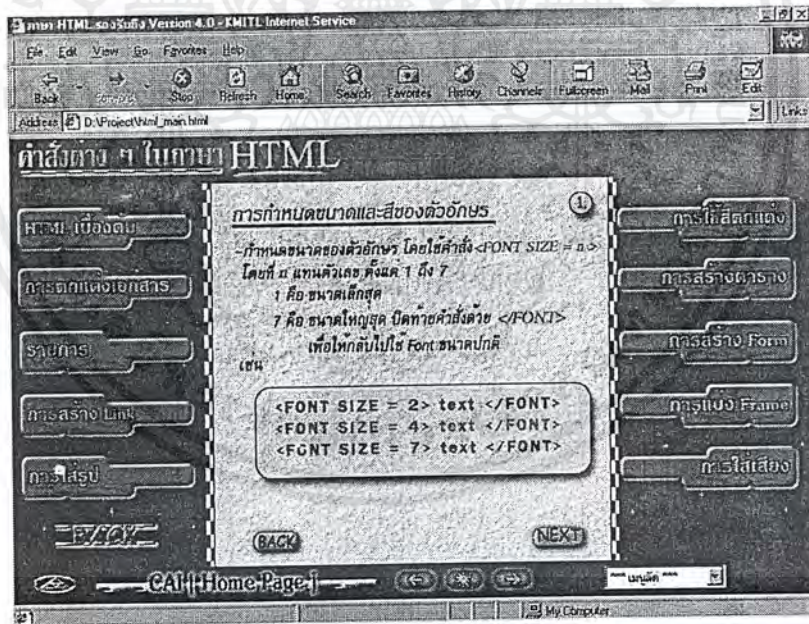 ภาษา HTML รองรับถึง Version 4.0 - KMITL Internet Service
File Edit View Go Favorites Help
Back Forward Stop Refresh Home Search Favorites History Channels Fullscreen Mail Print Edit
Address D:\Project\html_main.html Links
คำสั่งต่าง ๆ ในภาษา HTML
HTML เบื้องต้น
การตกแต่งเอกสาร
รายการ
การสร้าง Link
การใส่รูป
BACK
การกำหนดขนาดและสีของตัวอักษร 1
-กำหนดขนาดของตัวอักษร โดยใช้คำสั่ง <FONT SIZE = n >
โดยที่ n แทนตัวเลข ตั้งแต่ 1 ถึง 7
1 คือ ขนาดเล็กสุด
7 คือ ขนาดใหญ่สุด ปิดท้ายคำสั่งด้วย </FONT>
เพื่อให้กลับไปใช้ Font ขนาดปกติ
เช่น
<FONT SIZE = 2> text </FONT>
<FONT SIZE = 4> text </FONT>
<FONT SIZE = 7> text </FONT>
BACK NEXT
การใช้สีตกแต่ง
การสร้างตาราง
การสร้าง Form
การแบ่ง Frame
การใส่เสียง
CAI | Home Page | *** เมนูลัด ***
My Computer